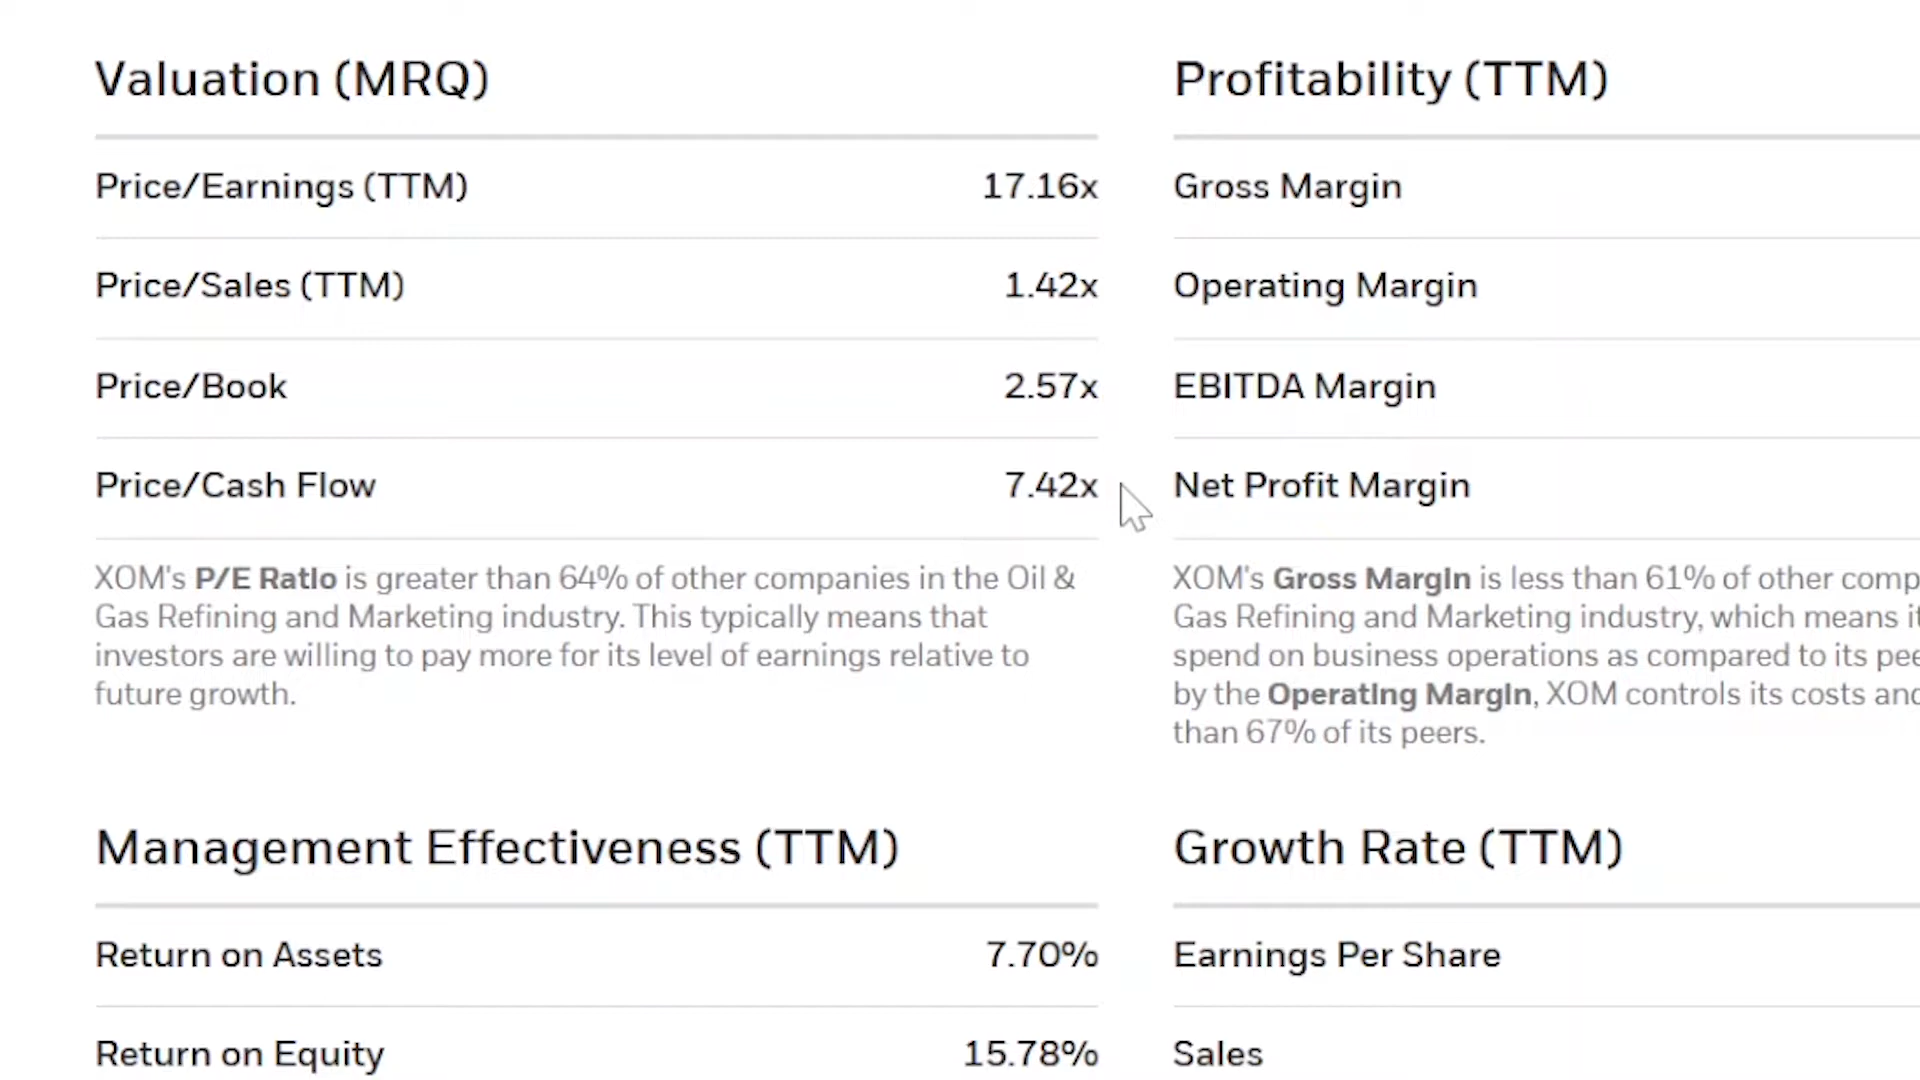 Valuation (MRQ)
Price/Earnings (TTM) 17.16x
Price/Sales (TTM) 1.42x
Price/Book 2.57x
Price/Cash Flow 7.42x
XOM's P/E Ratio is greater than 64% of other companies in the Oil &
Gas Refining and Marketing industry. This typically means that
investors are willing to pay more for its level of earnings relative to
future growth.
Profitability (TTM)
Gross Margin
Operating Margin
EBITDA Margin
Net Profit Margin
XOM's Gross Margin is less than 61% of other comp
Gas Refining and Marketing industry, which means it
spend on business operations as compared to its pee
by the Operating Margin, XOM controls its costs and
than 67% of its peers.
Management Effectiveness (TTM)
Return on Assets 7.70%
Return on Equity 15.78%
Growth Rate (TTM)
Earnings Per Share
Sales